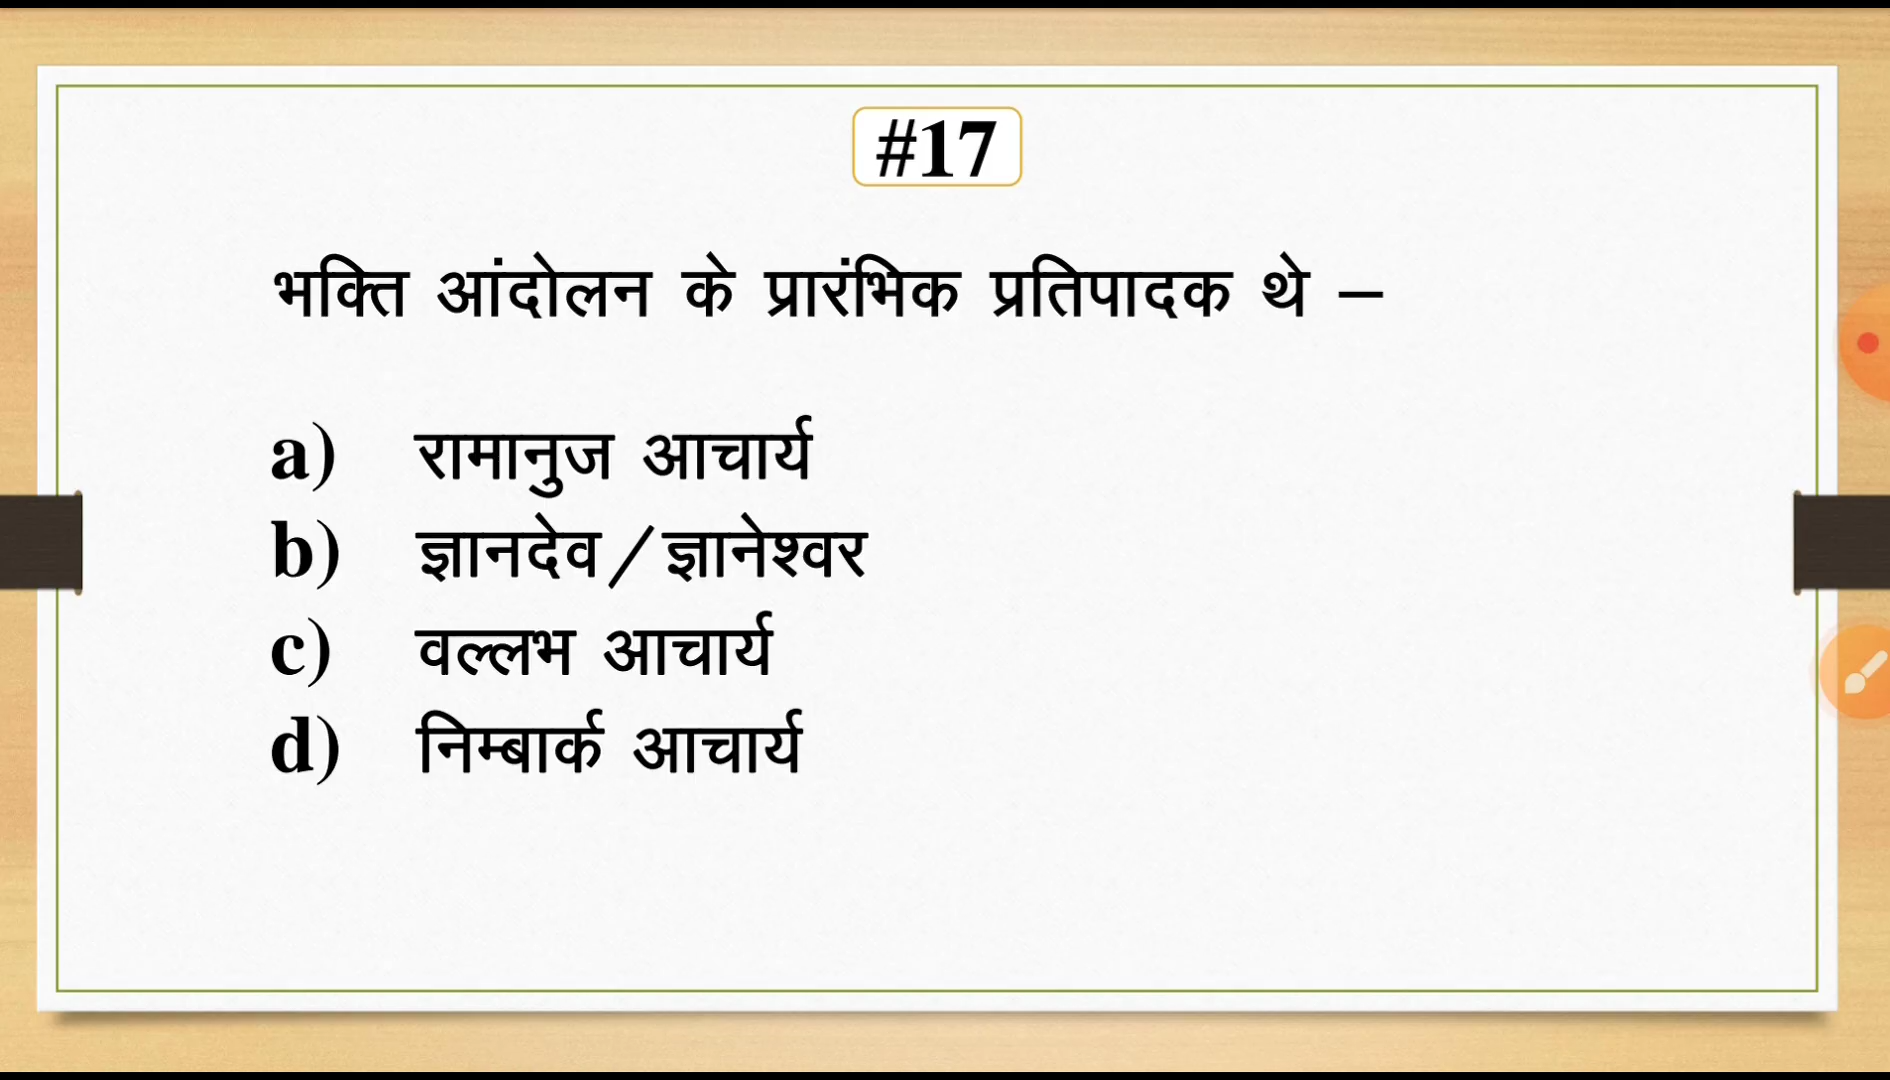 #17
भक्ति आंदोलन के प्रारंभिक प्रतिपादक थे –
a) रामानुज आचार्य
b) ज्ञानदेव/ज्ञानेश्वर
c) वल्लभ आचार्य
d) निम्बार्क आचार्य